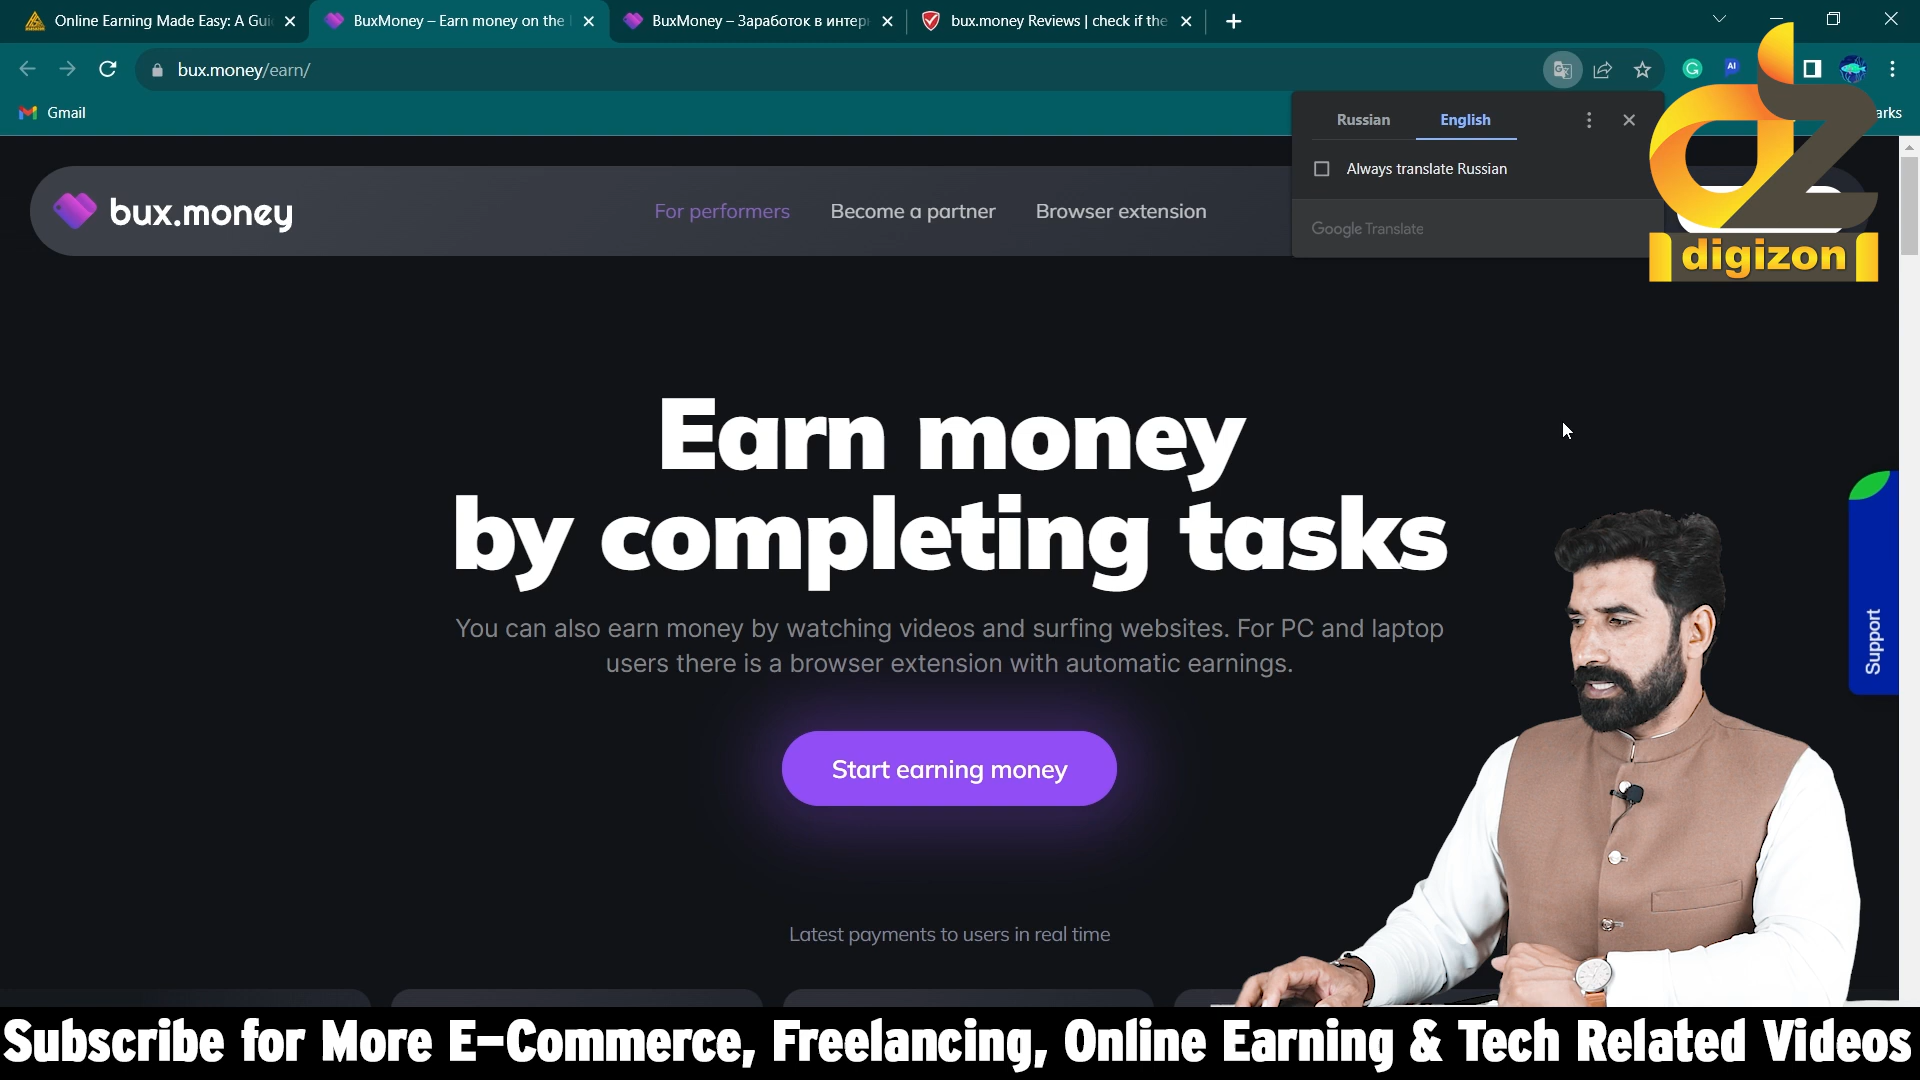 Online Earning Made Easy: A Gui
BuxMoney – Earn money on the
BuxMoney – Заработок в интер
bux.money Reviews | check if the
bux.money/earn/
AI
Gmail
arks
Russian
English
Always translate Russian
Google Translate
bux.money
For performers
Become a partner
Browser extension
dz
digizon
Earn money
by completing tasks
You can also earn money by watching videos and surfing websites. For PC and laptop
users there is a browser extension with automatic earnings.
Support
Start earning money
Latest payments to users in real time
Subscribe for More E-Commerce, Freelancing, Online Earning & Tech Related Videos